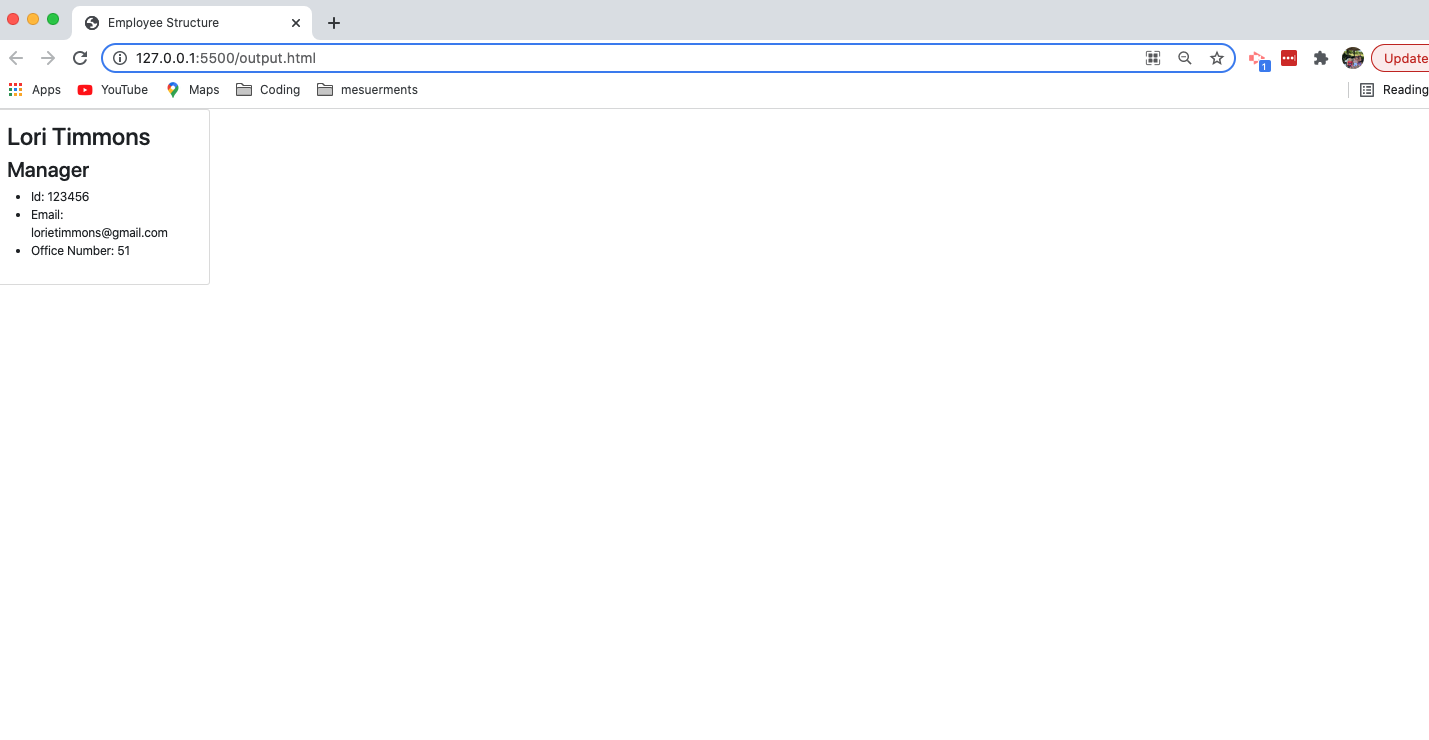 Employee Structure
127.0.0.1:5500/output.html
1
Update
Apps YouTube Maps Coding mesuerments Reading
Lori Timmons
Manager
Id: 123456
Email:
lorietimmons@gmail.com
Office Number: 51